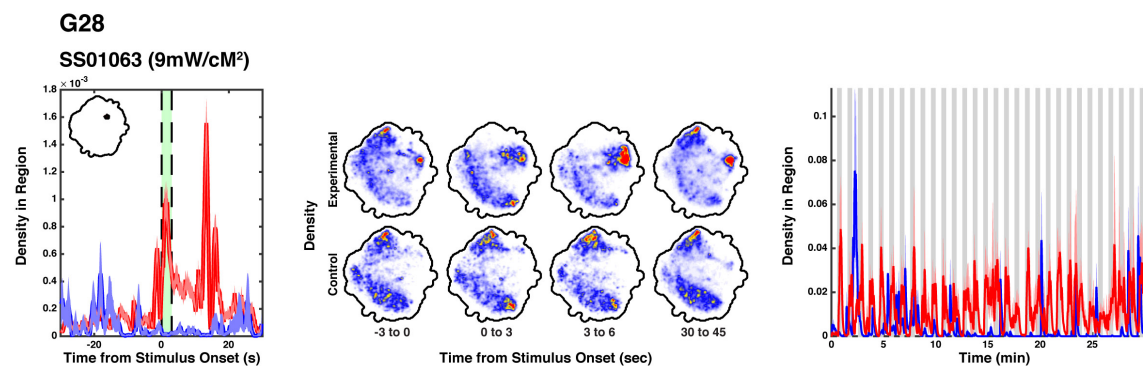 G28
SS01063 (9mW/cM²)
× 10⁻³
1.8
1.6
1.4
1.2
1
0.8
0.6
0.4
0.2
0
-20
0
20
Density in Region
Time from Stimulus Onset (s)
Density
Experimental
Control
-3 to 0
0 to 3
3 to 6
30 to 45
Time from Stimulus Onset (sec)
Density in Region
0.1
0.08
0.06
0.04
0.02
0
0
5
10
15
20
25
Time (min)